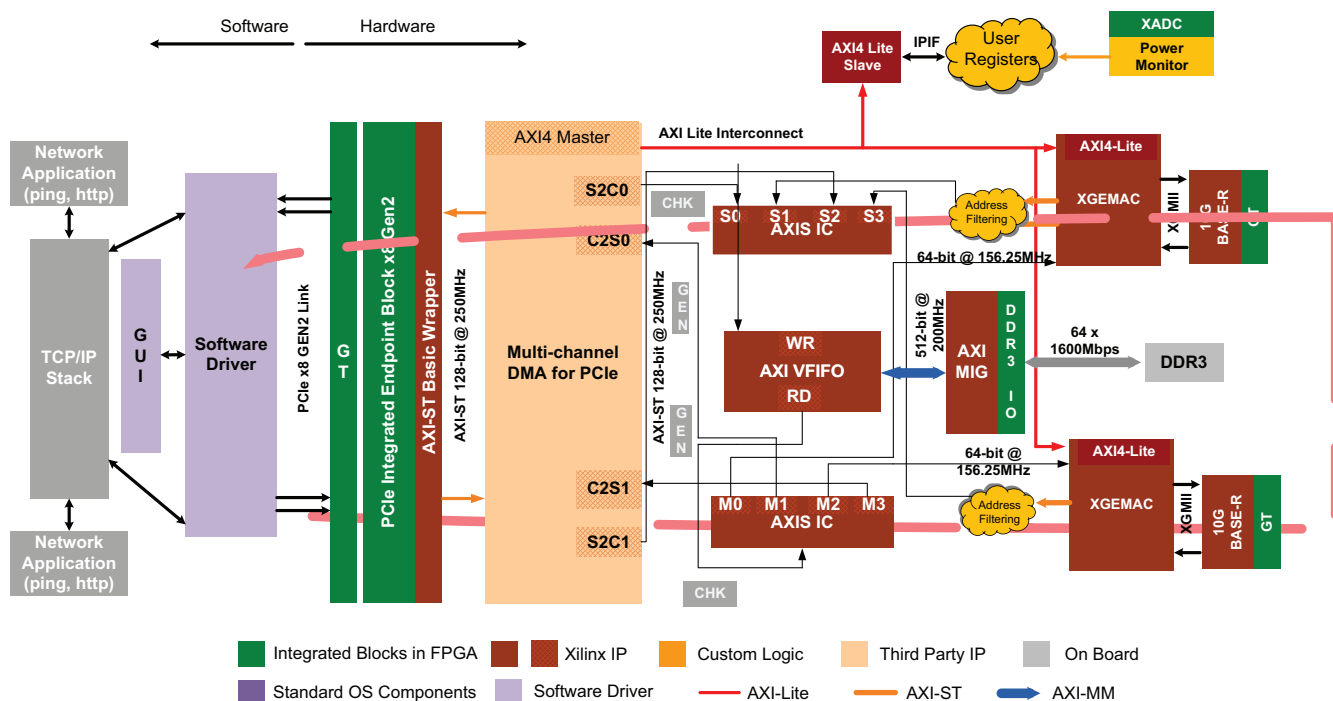 Software
Hardware
XADC
Power
Monitor
AXI4 Lite
Slave
IPIF
User
Registers
Network
Application
(ping, http)
TCP/IP
Stack
GUI
Software
Driver
PCIe x8 GEN2 Link
GT
PCIe Integrated Endpoint Block x8 Gen2
AXI-ST Basic Wrapper
AXI-ST 128-bit @ 250MHz
AXI4 Master
S2C0
C2S0
Multi-channel
DMA for PCIe
C2S1
S2C1
AXI Lite Interconnect
CHK
AXI-ST 128-bit @ 250MHz
GEN
GEN
CHK
S0 S1 S2 S3
AXIS IC
WR
AXI VFIFO
RD
M0 M1 M2 M3
AXIS IC
512-bit @
200MHz
AXI
MIG
DDR3 IO
64 x
1600Mbps
DDR3
Address
Filtering
AXI4-Lite
XGEMAC
64-bit @ 156.25MHz
XGMII
10G
BASE-R
GT
64-bit @
156.25MHz
Address
Filtering
AXI4-Lite
XGEMAC
XGMII
10G
BASE-R
GT
Network
Application
(ping, http)
Integrated Blocks in FPGA
Xilinx IP
Custom Logic
Third Party IP
On Board
Standard OS Components
Software Driver
AXI-Lite
AXI-ST
AXI-MM